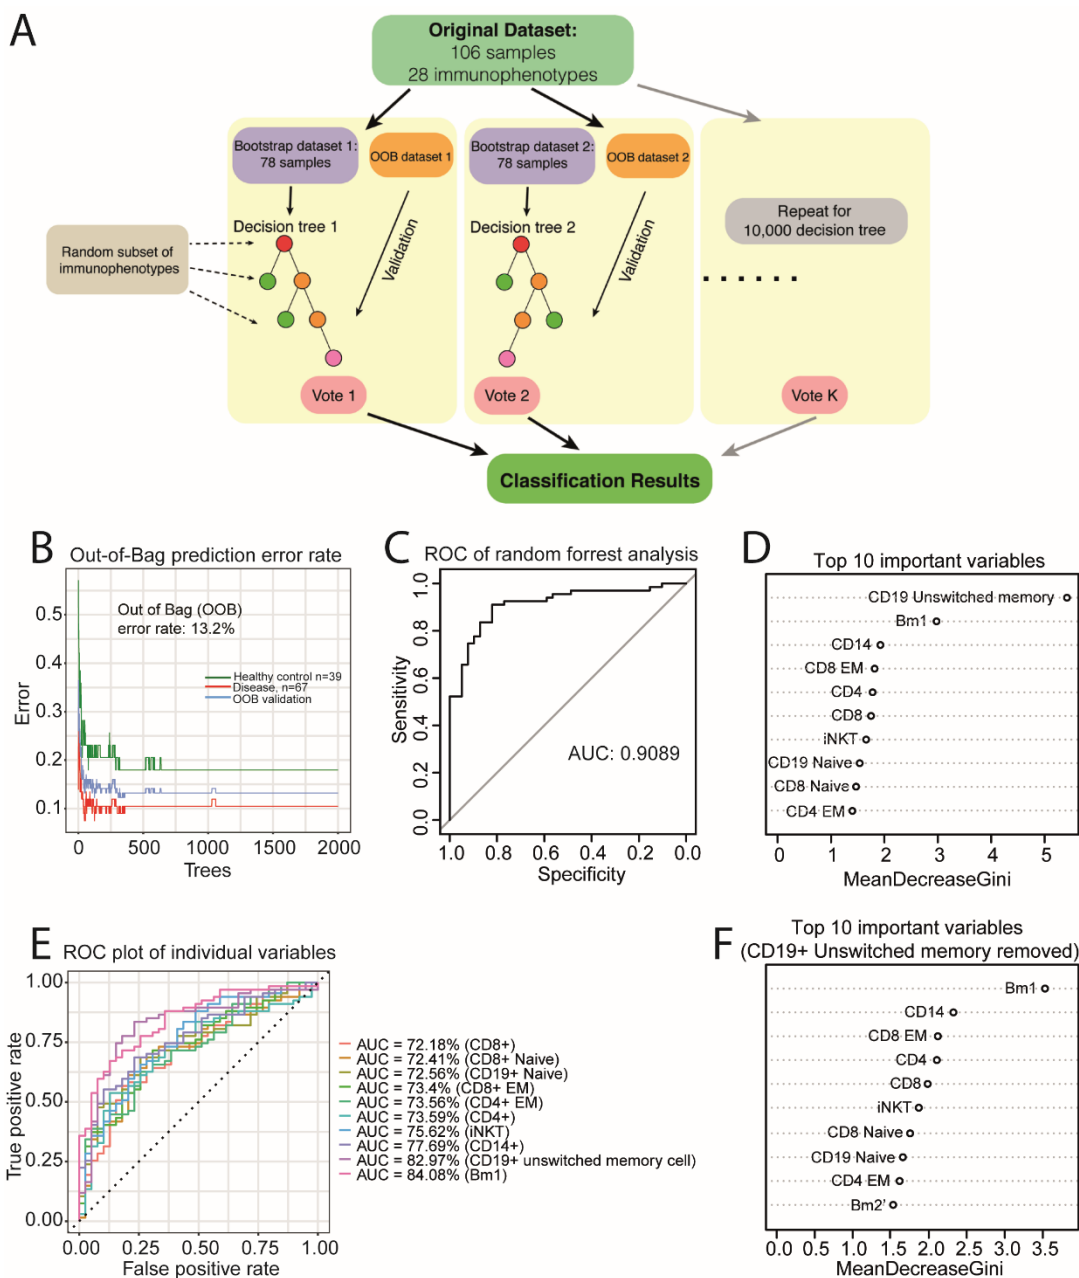 A
Original Dataset:
106 samples
28 immunophenotypes
Bootstrap dataset 1:
78 samples
OOB dataset 1
Bootstrap dataset 2:
78 samples
OOB dataset 2
Random subset of
immunophenotypes
Decision tree 1
Validation
Decision tree 2
Validation
Repeat for
10,000 decision tree
......
Vote 1
Vote 2
Vote K
Classification Results
B
Out-of-Bag prediction error rate
Out of Bag (OOB)
error rate: 13.2%
Healthy control n=39
Disease, n=67
OOB validation
Error
0.5
0.4
0.3
0.2
0.1
0
500
1000
1500
2000
Trees
C
ROC of random forrest analysis
Sensitivity
1.0
0.8
0.6
0.4
0.2
0.0
AUC: 0.9089
1.0
0.8
0.6
0.4
0.2
0.0
Specificity
D
Top 10 important variables
CD19 Unswitched memory
Bm1
CD14
CD8 EM
CD4
CD8
iNKT
CD19 Naive
CD8 Naive
CD4 EM
0
1
2
3
4
5
MeanDecreaseGini
E
ROC plot of individual variables
True positive rate
1.00
0.75
0.50
0.25
0.00
0.00
0.25
0.50
0.75
1.00
False positive rate
AUC = 72.18% (CD8+)
AUC = 72.41% (CD8+ Naive)
AUC = 72.56% (CD19+ Naive)
AUC = 73.4% (CD8+ EM)
AUC = 73.56% (CD4+ EM)
AUC = 73.59% (CD4+)
AUC = 75.62% (iNKT)
AUC = 77.69% (CD14+)
AUC = 82.97% (CD19+ unswitched memory cell)
AUC = 84.08% (Bm1)
F
Top 10 important variables
(CD19+ Unswitched memory removed)
Bm1
CD14
CD8 EM
CD4
CD8
iNKT
CD8 Naive
CD19 Naive
CD4 EM
Bm2'
0.0
0.5
1.0
1.5
2.0
2.5
3.0
3.5
MeanDecreaseGini